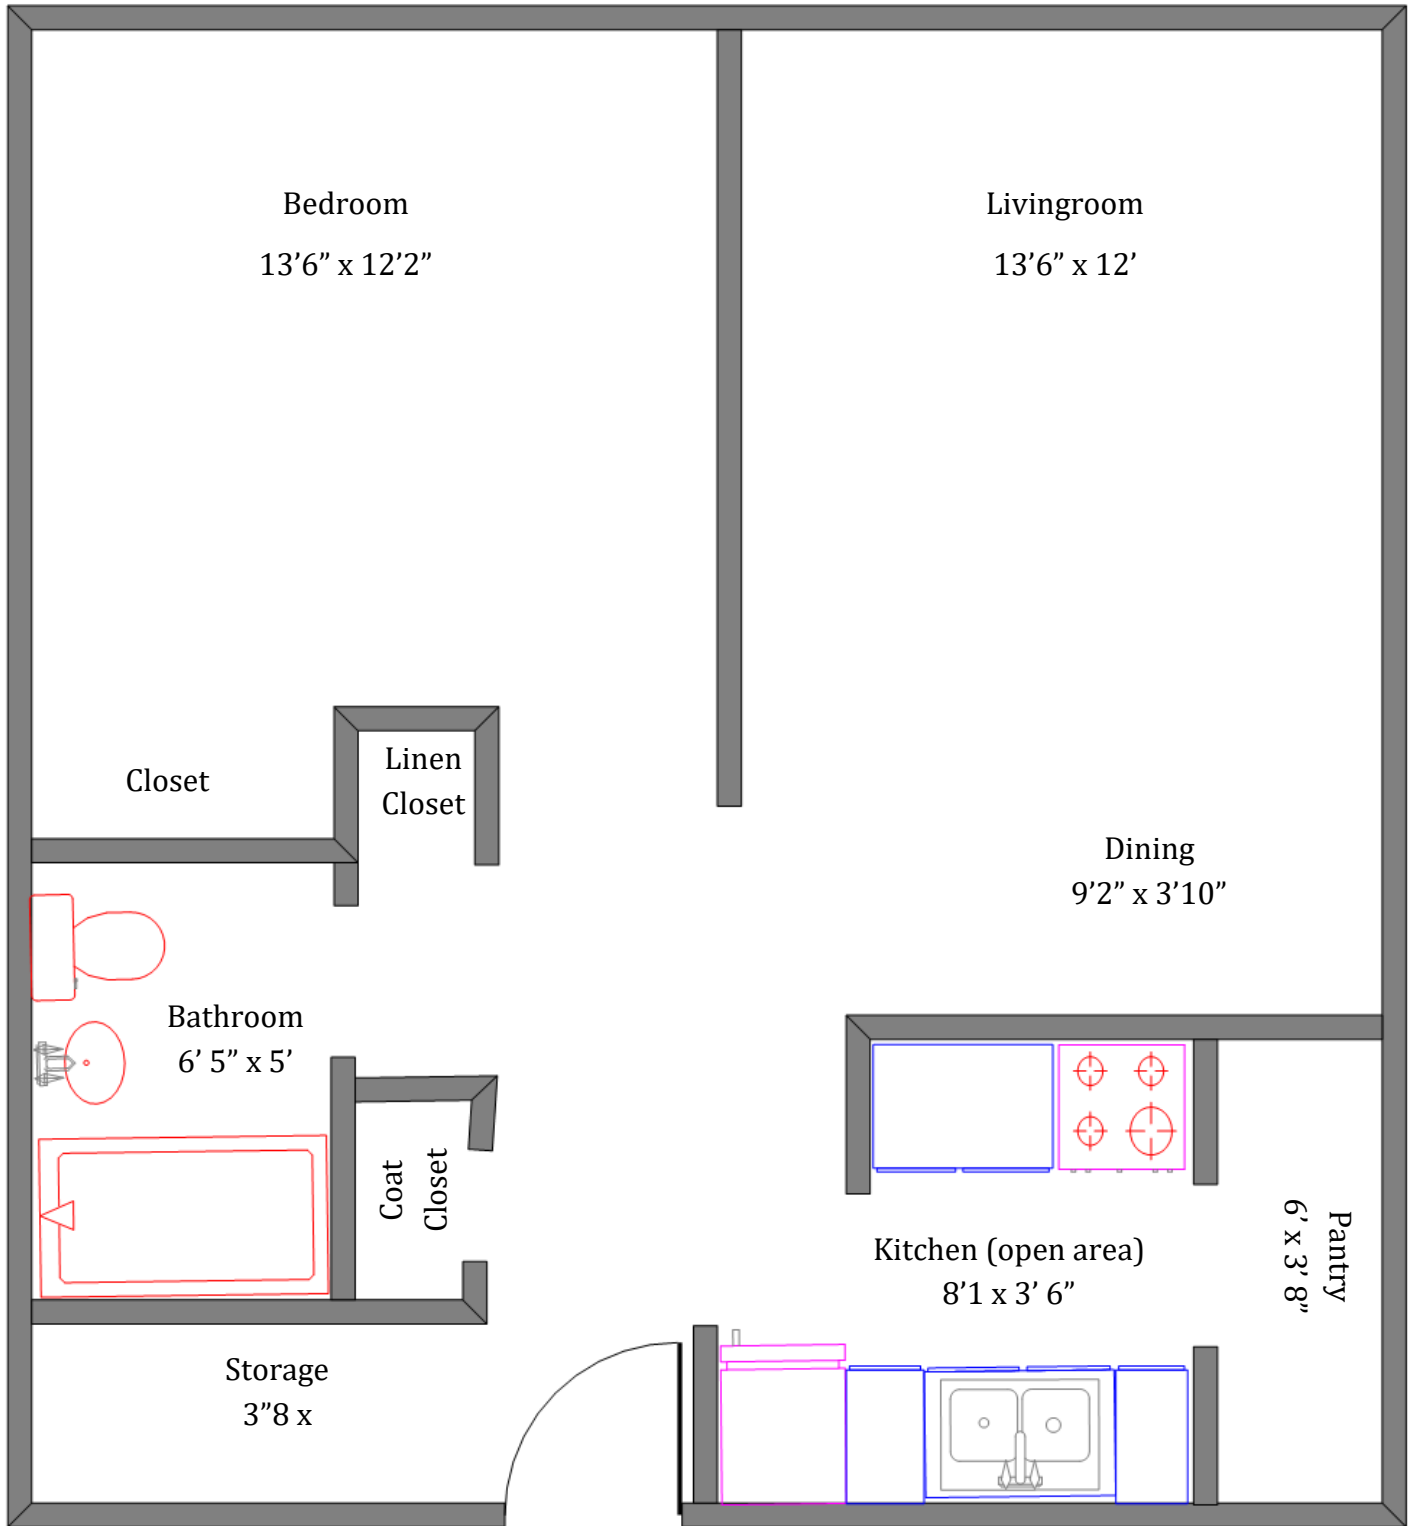 Bedroom
13’6” x 12’2”
Livingroom
13’6” x 12’
Closet
Linen
Closet
Dining
9’2” x 3’10”
Bathroom
6’ 5” x 5’
Coat
Closet
Kitchen (open area)
8’1 x 3’ 6”
Pantry
6’ x 3’ 8”
Storage
3”8 x